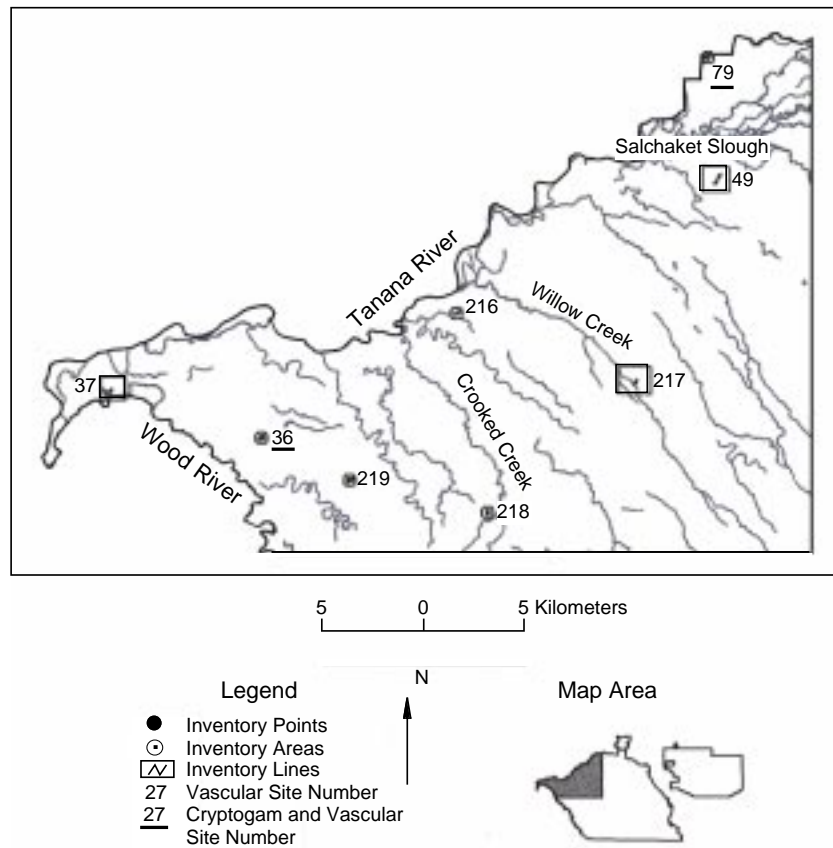 79
Salchaket Slough
49
Tanana River
216
Willow Creek
217
37
Crooked Creek
Wood River
36
219
218
5 0 5 Kilometers
N
Legend
Map Area
Inventory Points
Inventory Areas
Inventory Lines
27 Vascular Site Number
27 Cryptogam and Vascular
Site Number